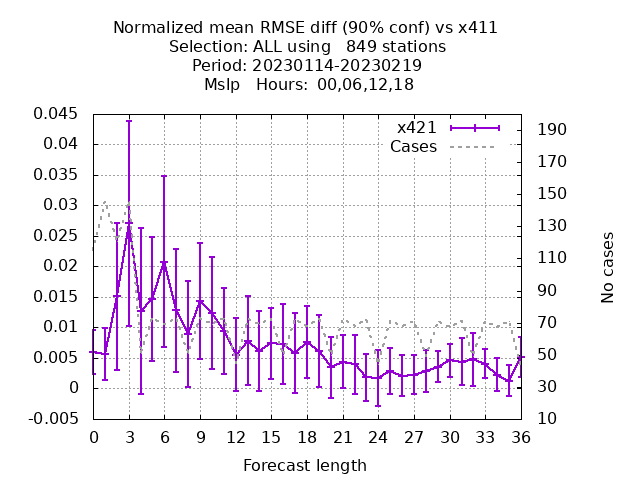 Normalized mean RMSE diff (90% conf) vs x411
Selection: ALL using   849 stations
Period: 20230114-20230219
Mslp   Hours:  00,06,12,18
x421
Cases
0.045
0.04
0.035
0.03
0.025
0.02
0.015
0.01
0.005
0
-0.005
190
170
150
130
110
90
70
50
30
10
No cases
0 3 6 9 12 15 18 21 24 27 30 33 36
Forecast length